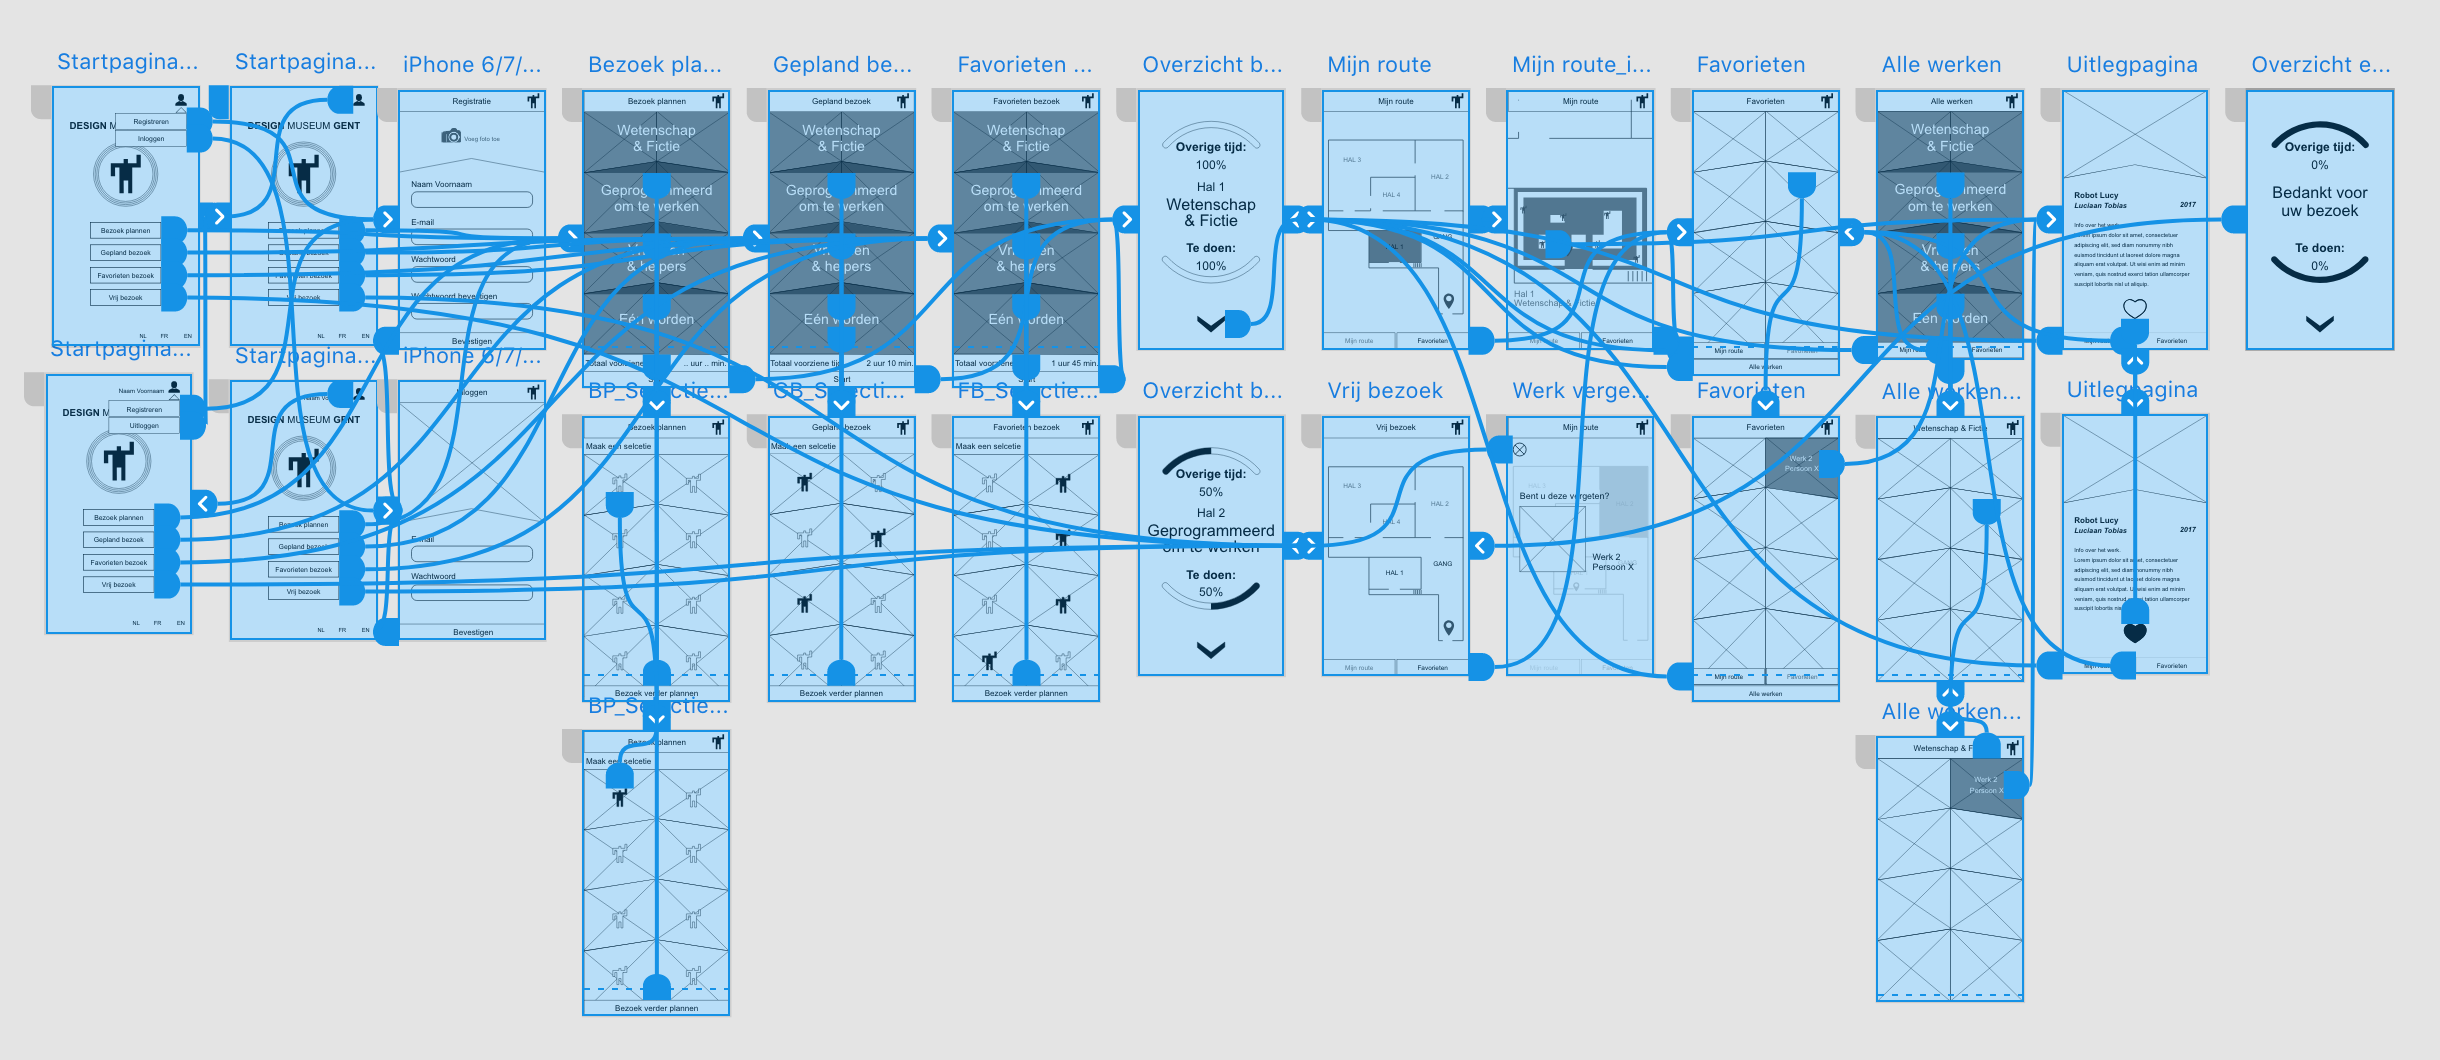 Startpagina...
Startpagina...
iPhone 6/7/...
Bezoek pla...
Gepland be...
Favorieten ...
Overzicht b...
Mijn route
Mijn route_i...
Favorieten
Alle werken
Uitlegpagina
Overzicht e...
Registreren
Inloggen
DESIGN M
Bezoek plannen
Gepland bezoek
Favorieten bezoek
Vrij bezoek
NL FR EN
DESIGN MUSEUM GENT
NL FR EN
Registratie
Voeg foto toe
Naam Voornaam
E-mail
Wachtwoord
Wachtwoord bevestigen
Bevestigen
Bezoek plannen
Wetenschap
& Fictie
Geprogrammeerd
om te werken
& helpers
Eén worden
Totaal voorziene
.. uur .. min.
Gepland bezoek
Wetenschap
& Fictie
Geprogrammeerd
om te werken
& helpers
Eén worden
Totaal voorziene tij
2 uur 10 min.
Start
Favorieten bezoek
Wetenschap
& Fictie
Geprogrammeerd
om te werken
& helpers
Eén worden
Totaal voorziene
1 uur 45 min.
Overige tijd:
100%
Hal 1
Wetenschap
& Fictie
Te doen:
100%
Mijn route
HAL 3
HAL 2
HAL 4
HAL 1
GANG
Mijn route
Favorieten
Mijn route
Hal 1
Wetenschap & Fictie
Mijn route
Favorieten
Favorieten
Mijn route
Favorieten
Alle werken
Alle werken
Wetenschap
& Fictie
Geprogrammeerd
om te werken
Vrienden
& helpers
Eén worden
Favorieten
Robot Lucy
Luciaan Tobias 2017
Info over het werk.
Lorem ipsum dolor sit amet, consectetuer
adipiscing elit, sed diam nonummy nibh
euismod tincidunt ut laoreet dolore magna
aliquam erat volutpat. Ut wisi enim ad minim
veniam, quis nostrud exerci tation ullamcorper
suscipit lobortis nisl ut aliquip.
Favorieten
Overige tijd:
0%
Bedankt voor
uw bezoek
Te doen:
0%
Startpagina...
Startpagina...
iPhone 6/7/...
BP_Selecti...
GB_Selecti...
FB_Selecti...
Overzicht b...
Vrij bezoek
Werk verge...
Favorieten
Alle werken...
Uitlegpagina
Naam Voornaam
Registreren
Uitloggen
DESIGN M
Bezoek plannen
Gepland bezoek
Favorieten bezoek
Vrij bezoek
NL FR EN
DESIGN MUSEUM GENT
Bezoek plannen
Gepland bezoek
Favorieten bezoek
Vrij bezoek
NL FR EN
Inloggen
E-mail
Wachtwoord
Bevestigen
Bezoek plannen
Maak een selcetie
Bezoek verder plannen
Gepland bezoek
Maak een selcetie
Bezoek verder plannen
Favorieten bezoek
Maak een selcetie
Bezoek verder plannen
Overige tijd:
50%
Hal 2
Geprogrammeerd
om te werken
Te doen:
50%
Vrij bezoek
HAL 3
HAL 2
HAL 4
HAL 1
GANG
Mijn route
Favorieten
Mijn route
Bent u deze vergeten?
Werk 2
Persoon X
Mijn route
Favorieten
Werk 2
Persoon X
Mijn route
Favorieten
Alle werken
Wetenschap & Fictie
Robot Lucy
Luciaan Tobias 2017
Info over het werk.
Lorem ipsum dolor sit amet, consectetuer
adipiscing elit, sed diam nonummy nibh
euismod tincidunt ut laoreet dolore magna
aliquam erat volutpat. Ut wisi enim ad minim
veniam, quis nostrud exerci tation ullamcorper
suscipit lobortis nisl
Favorieten
BP_Selectie...
Alle werken...
Bezoek plannen
Maak een selcetie
Bezoek verder plannen
Wetenschap & F
Werk 2
Persoon X